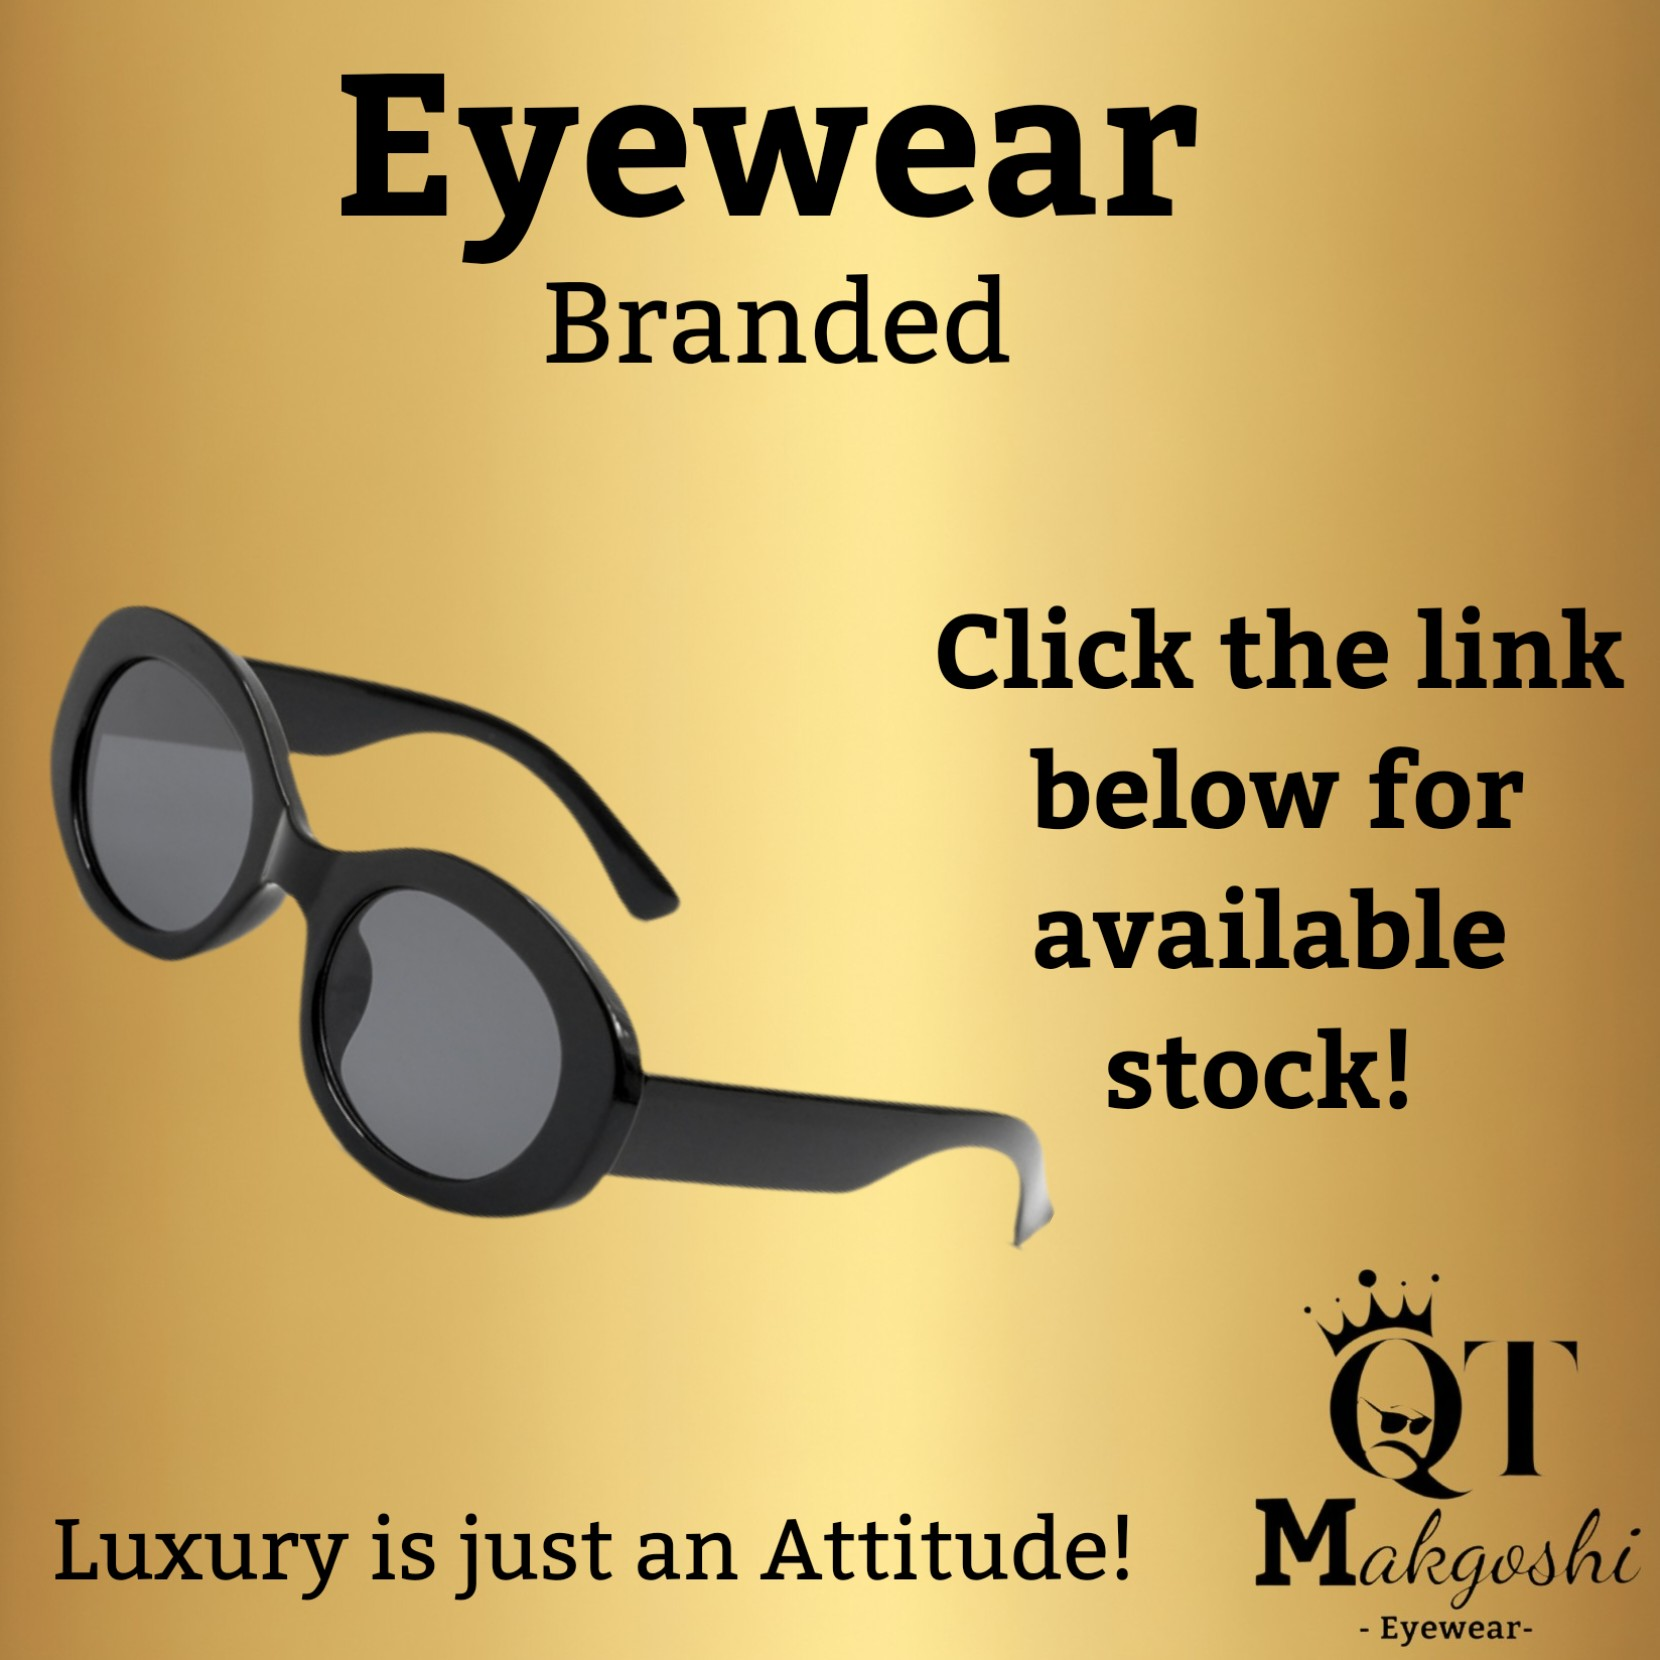 Eyewear
Branded
Click the link
below for
available
stock!
Luxury is just an Attitude!
QT
Makgoshi
- Eyewear-